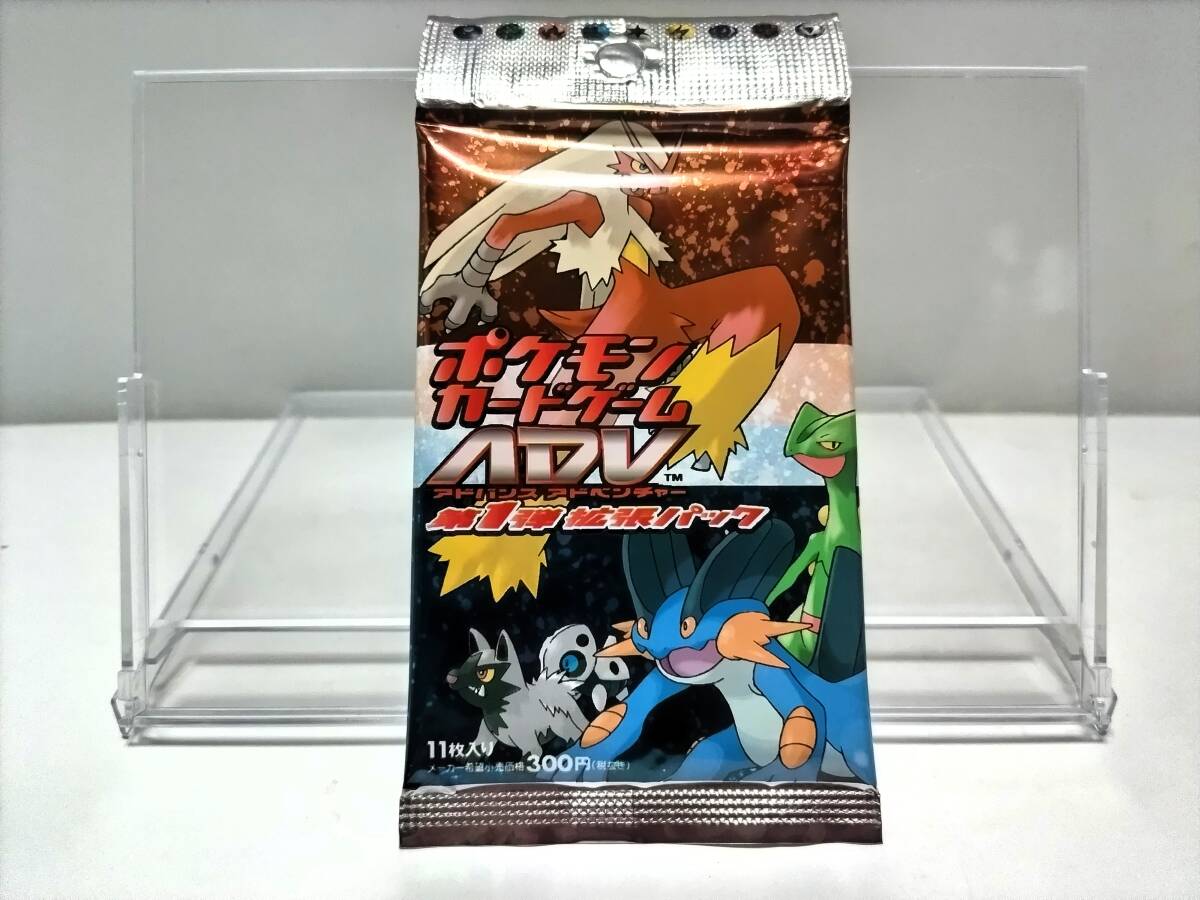 ポケモン
カードゲーム
ADV™
アドバンス アドベンチャー
第1弾 拡張パック
11枚入り
メーカー希望小売価格 300円(税抜き)